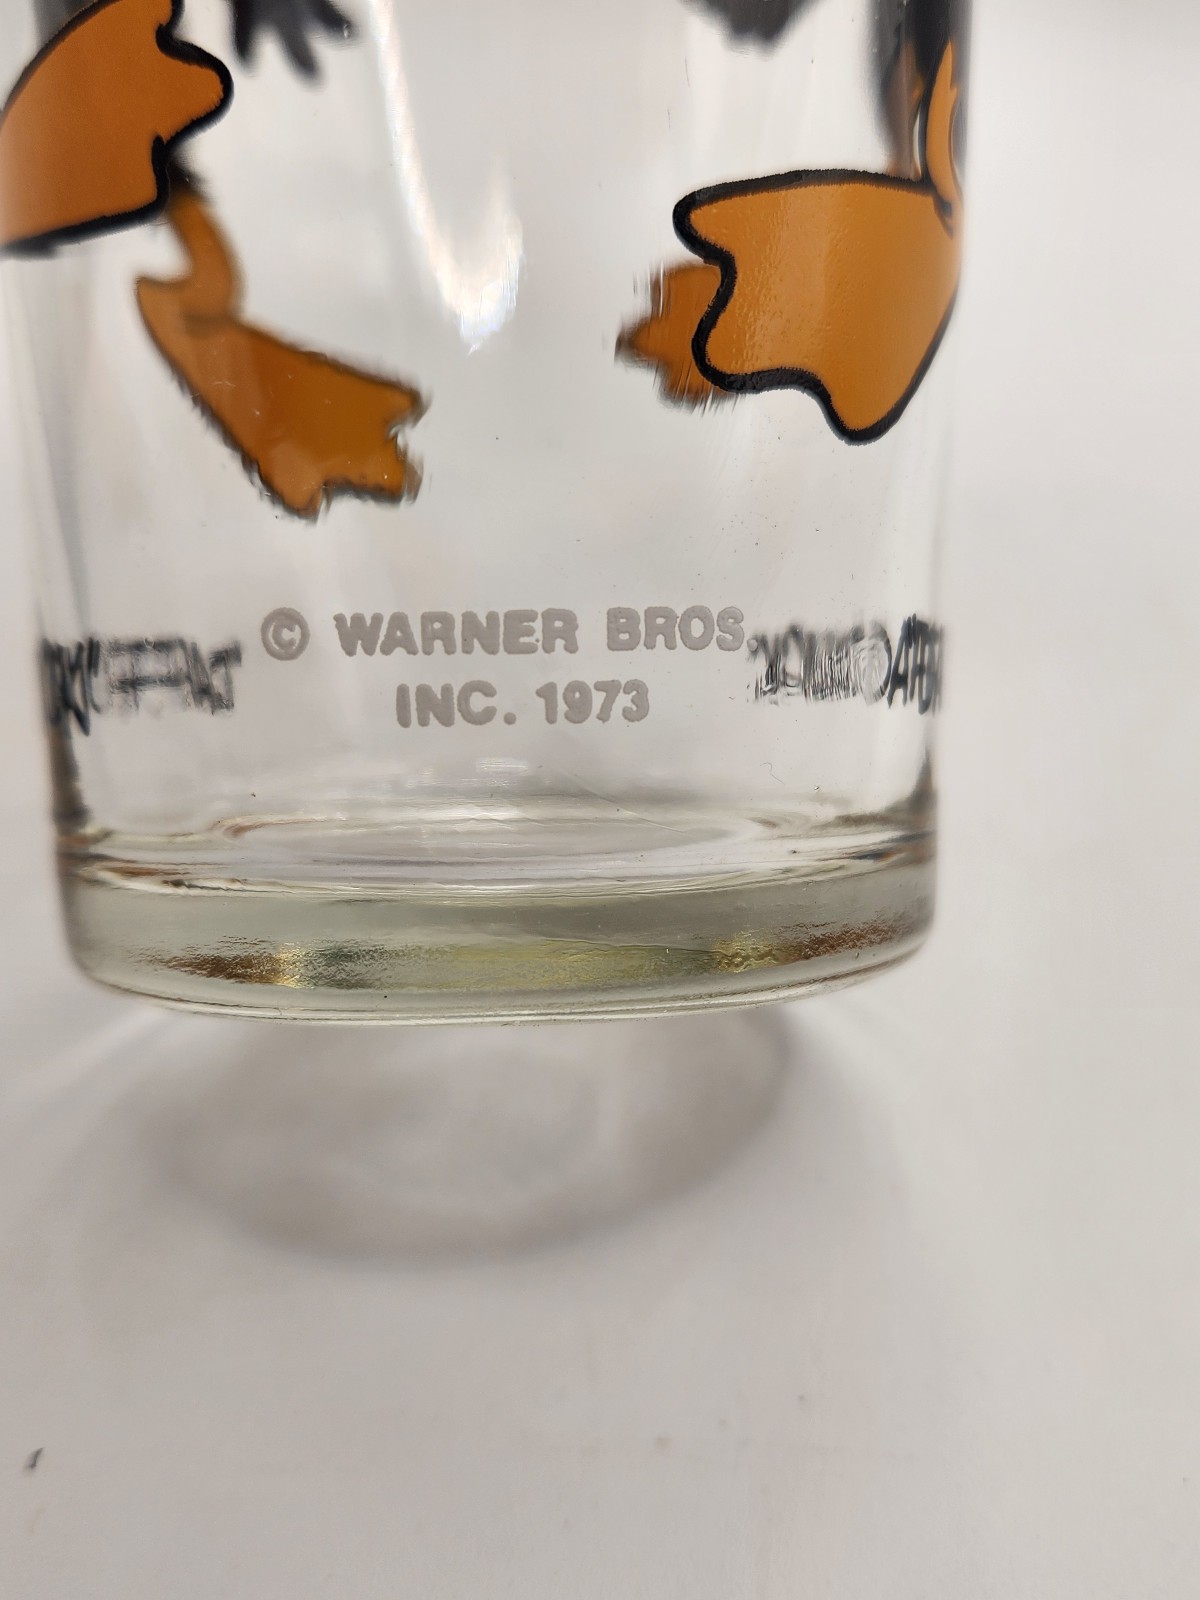 © WARNER BROS.
INC. 1973